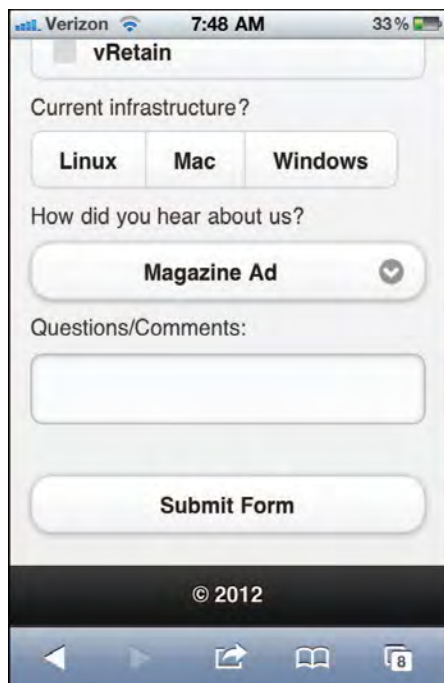 Verizon 7:48 AM 33%
vRetain
Current infrastructure?
Linux Mac Windows
How did you hear about us?
Magazine Ad
Questions/Comments:
Submit Form
© 2012
8